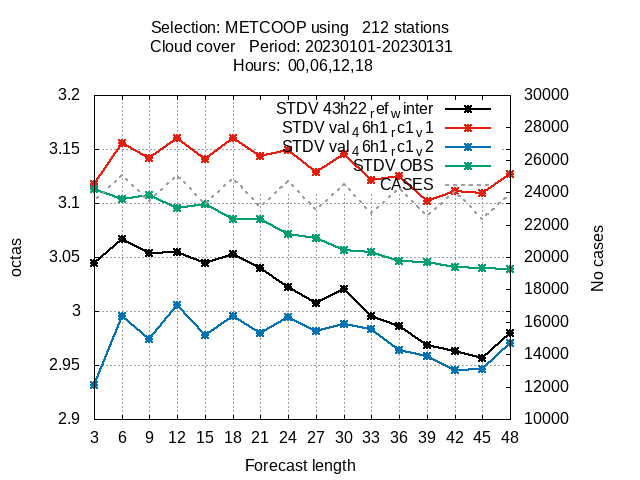 Selection: METCOOP using   212 stations
Cloud cover   Period: 20230101-20230131
Hours:  00,06,12,18
STDV 43h22_ref_winter
STDV val_46h1_rc1_v1
STDV val_46h1_rc1_v2
STDV OBS
CASES
3.2
3.15
3.1
3.05
3
2.95
2.9
octas
30000
28000
26000
24000
22000
20000
18000
16000
14000
12000
10000
No cases
3 6 9 12 15 18 21 24 27 30 33 36 39 42 45 48
Forecast length